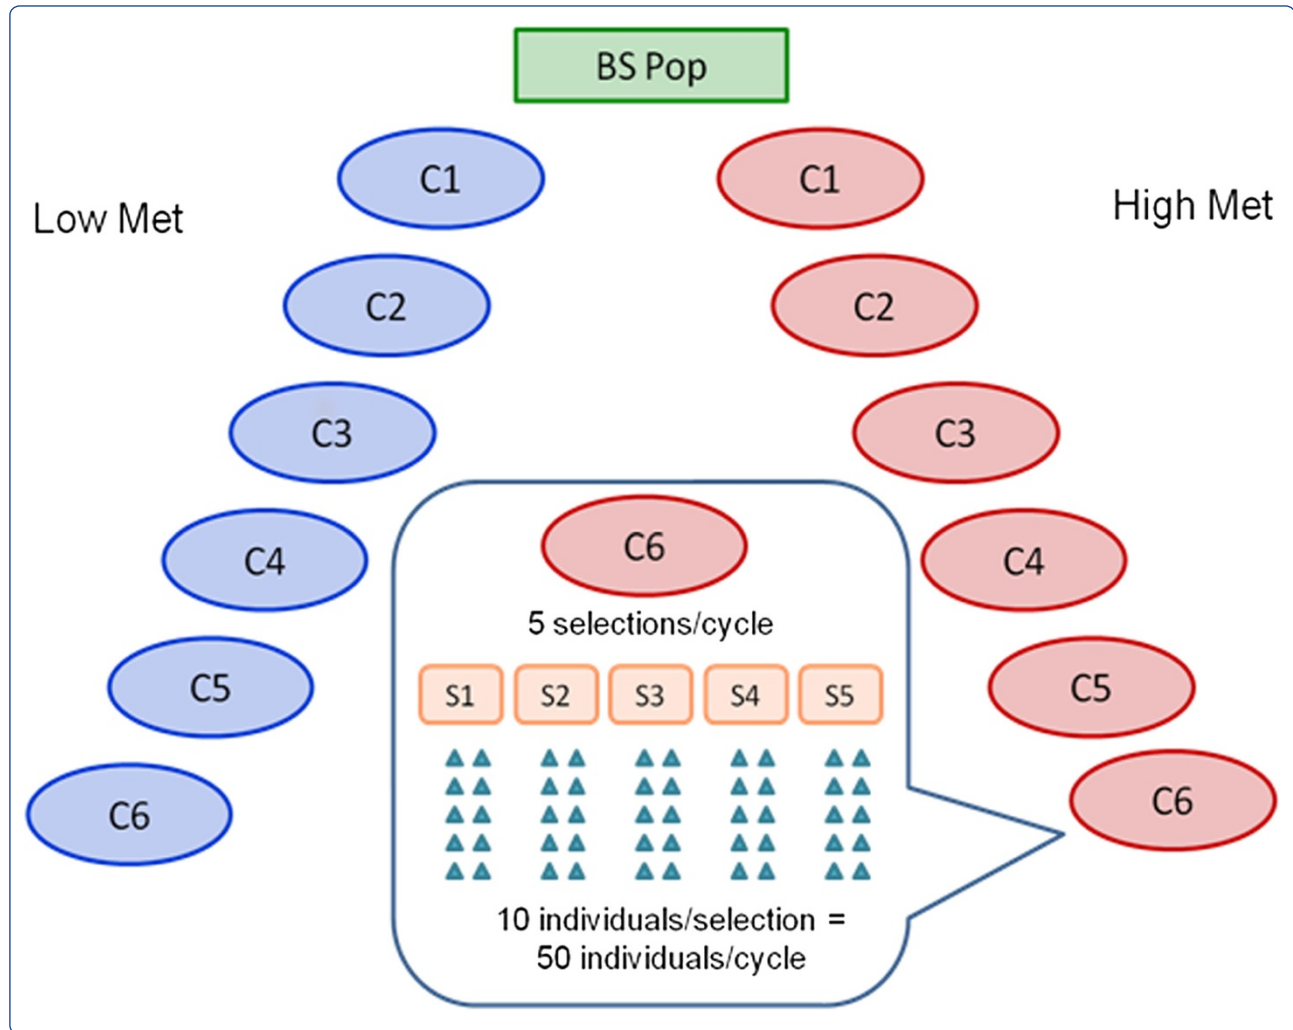 BS Pop
C1
C1
Low Met
High Met
C2
C2
C3
C3
C4
C4
C5
C5
C6
C6
C6
5 selections/cycle
S1 S2 S3 S4 S5
10 individuals/selection =
50 individuals/cycle